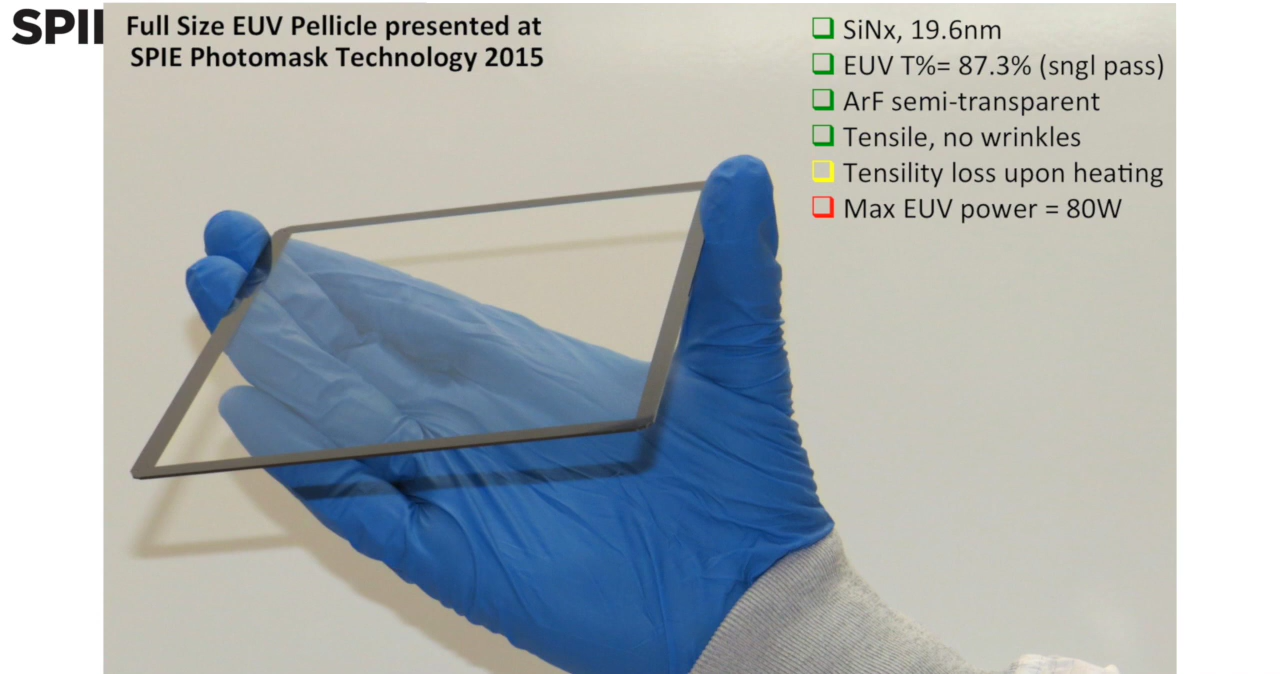 Full Size EUV Pellicle presented at
SPIE Photomask Technology 2015
SiNx, 19.6nm
EUV T%= 87.3% (sngl pass)
ArF semi-transparent
Tensile, no wrinkles
Tensility loss upon heating
Max EUV power = 80W